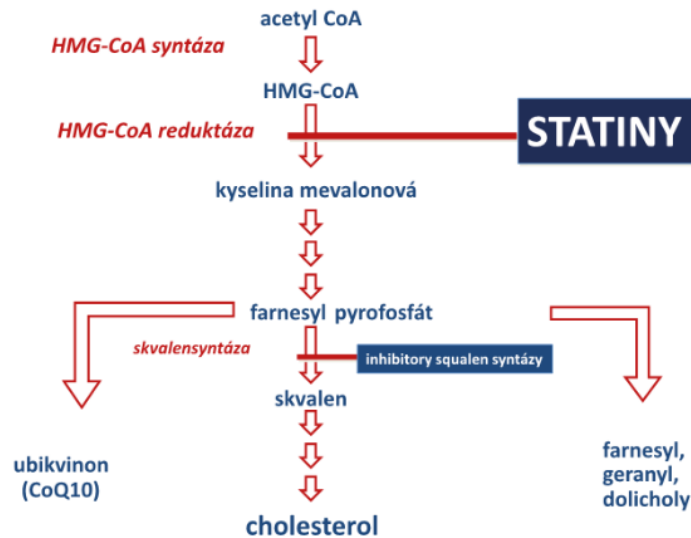 acetyl CoA
HMG-CoA syntáza
HMG-CoA
HMG-CoA reduktáza
STATINY
kyselina mevalonová
farnesyl pyrofosfát
skvalensyntáza
inhibitory squalen syntázy
skvalen
ubikvinon
(CoQ10)
farnesyl,
geranyl,
dolicholy
cholesterol